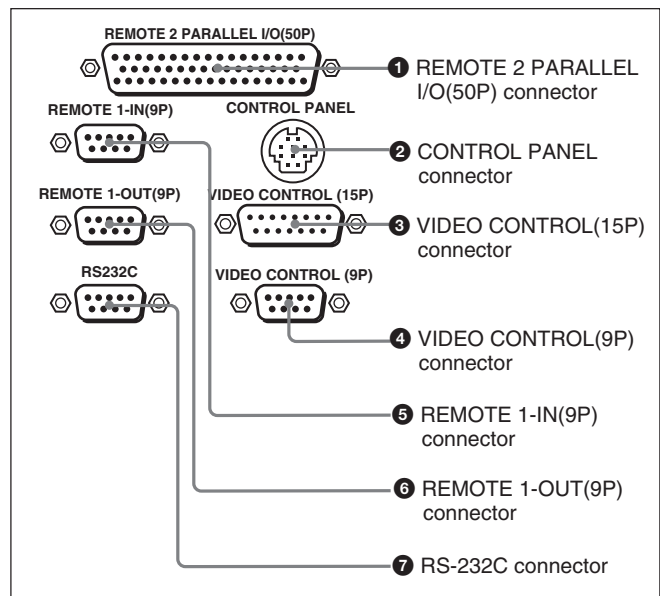 REMOTE 2 PARALLEL I/O(50P)
REMOTE 1-IN(9P)
CONTROL PANEL
REMOTE 1-OUT(9P)
VIDEO CONTROL (15P)
RS232C
VIDEO CONTROL (9P)
1 REMOTE 2 PARALLEL
I/O(50P) connector
2 CONTROL PANEL
connector
3 VIDEO CONTROL(15P)
connector
4 VIDEO CONTROL(9P)
connector
5 REMOTE 1-IN(9P)
connector
6 REMOTE 1-OUT(9P)
connector
7 RS-232C connector